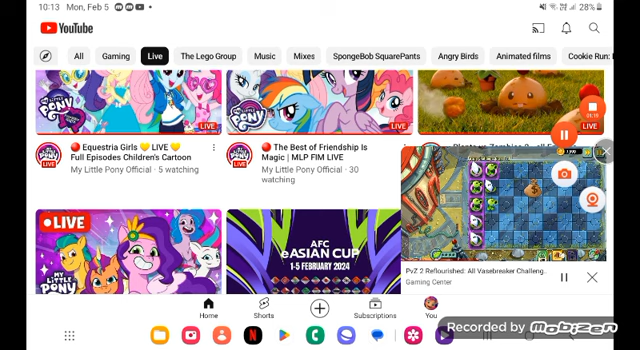 10:13 Mon, Feb 5
28%
YouTube
All Gaming Live The Lego Group Music Mixes SpongeBob SquarePants Angry Birds Animated films Cookie Run:
LIVE LIVE LIVE
Equestria Girls 💛 LIVE 💛
Full Episodes Children's Cartoon
My Little Pony Official · 5 watching
The Best of Friendship Is
Magic | MLP FIM LIVE
My Little Pony Official · 30
watching
LIVE
MY LITTLE
PONY
AFC
eASIAN CUP
1-5 FEBRUARY 2024
PvZ 2 Reflourished: All Vasebreaker Challeng..
Gaming Center
Home Shorts Subscriptions You
Recorded by mobizen